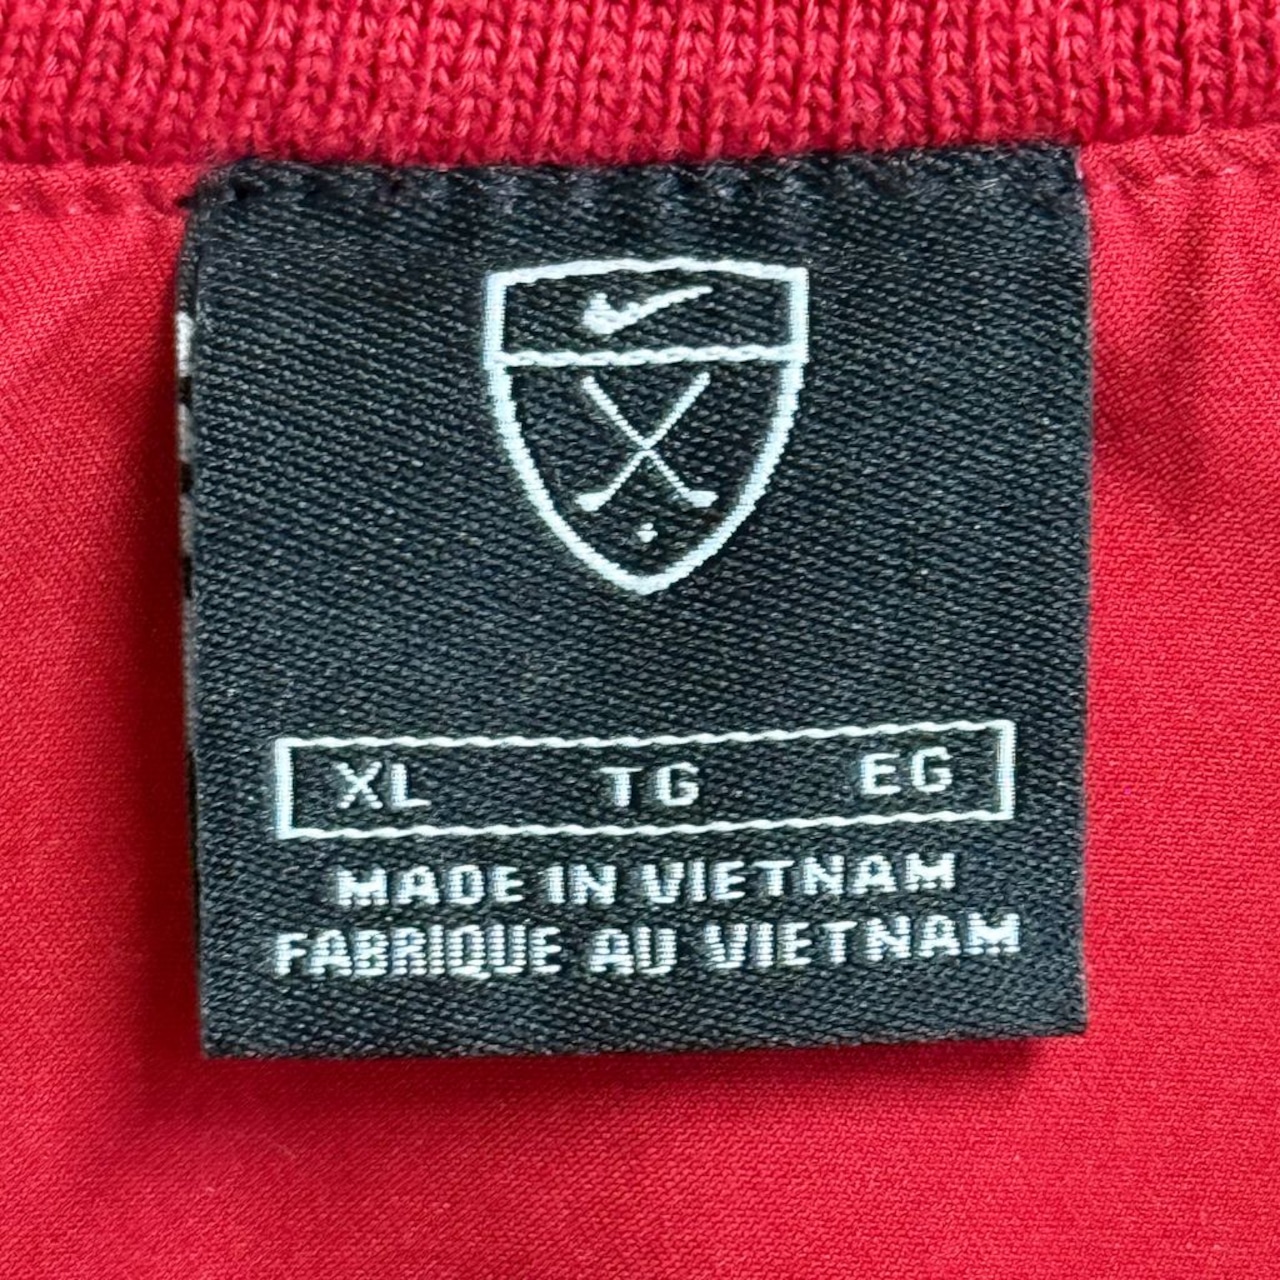 XL TG EG
MADE IN VIETNAM
FABRIQUE AU VIETNAM